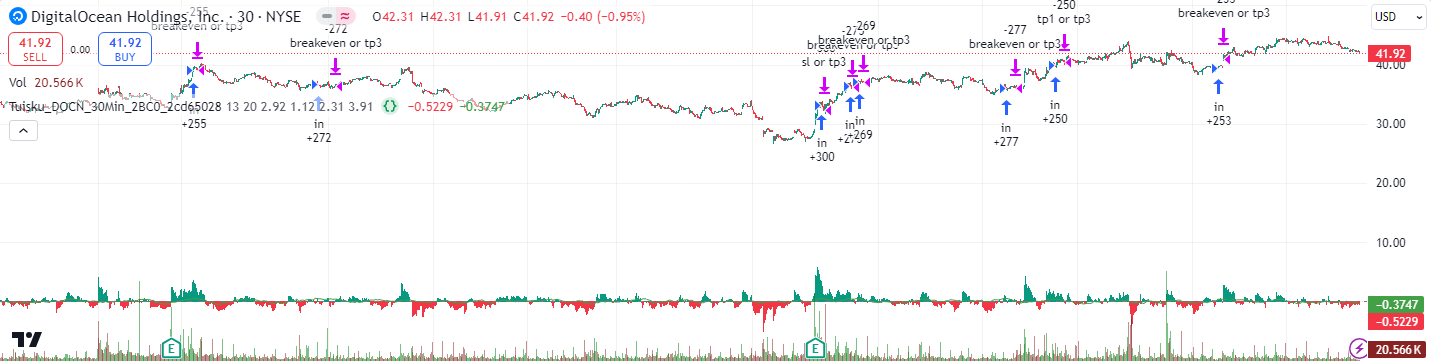 DigitalOcean Holdings, Inc. · 30 · NYSE
O42.31 H42.31 L41.91 C41.92 −0.40 (−0.95%)
41.92
SELL
0.00
41.92
BUY
Vol 20.566 K
Tuisku_DOCN_30Min_2BC0_2cd65028 13 20 2.92 1.12 2.31 3.91 −0.5229 −0.3747
-255
breakeven or tp3
in
+255
-272
breakeven or tp3
in
+272
sl or tp3
in
+300
breakeven or tp3
in
-269
breakeven or tp3
+269
-277
breakeven or tp3
in
+277
-250
tp1 or tp3
in
+250
breakeven or tp3
in
+253
USD
41.92
40.00
30.00
20.00
10.00
−0.3747
−0.5229
20.566 K
E
E